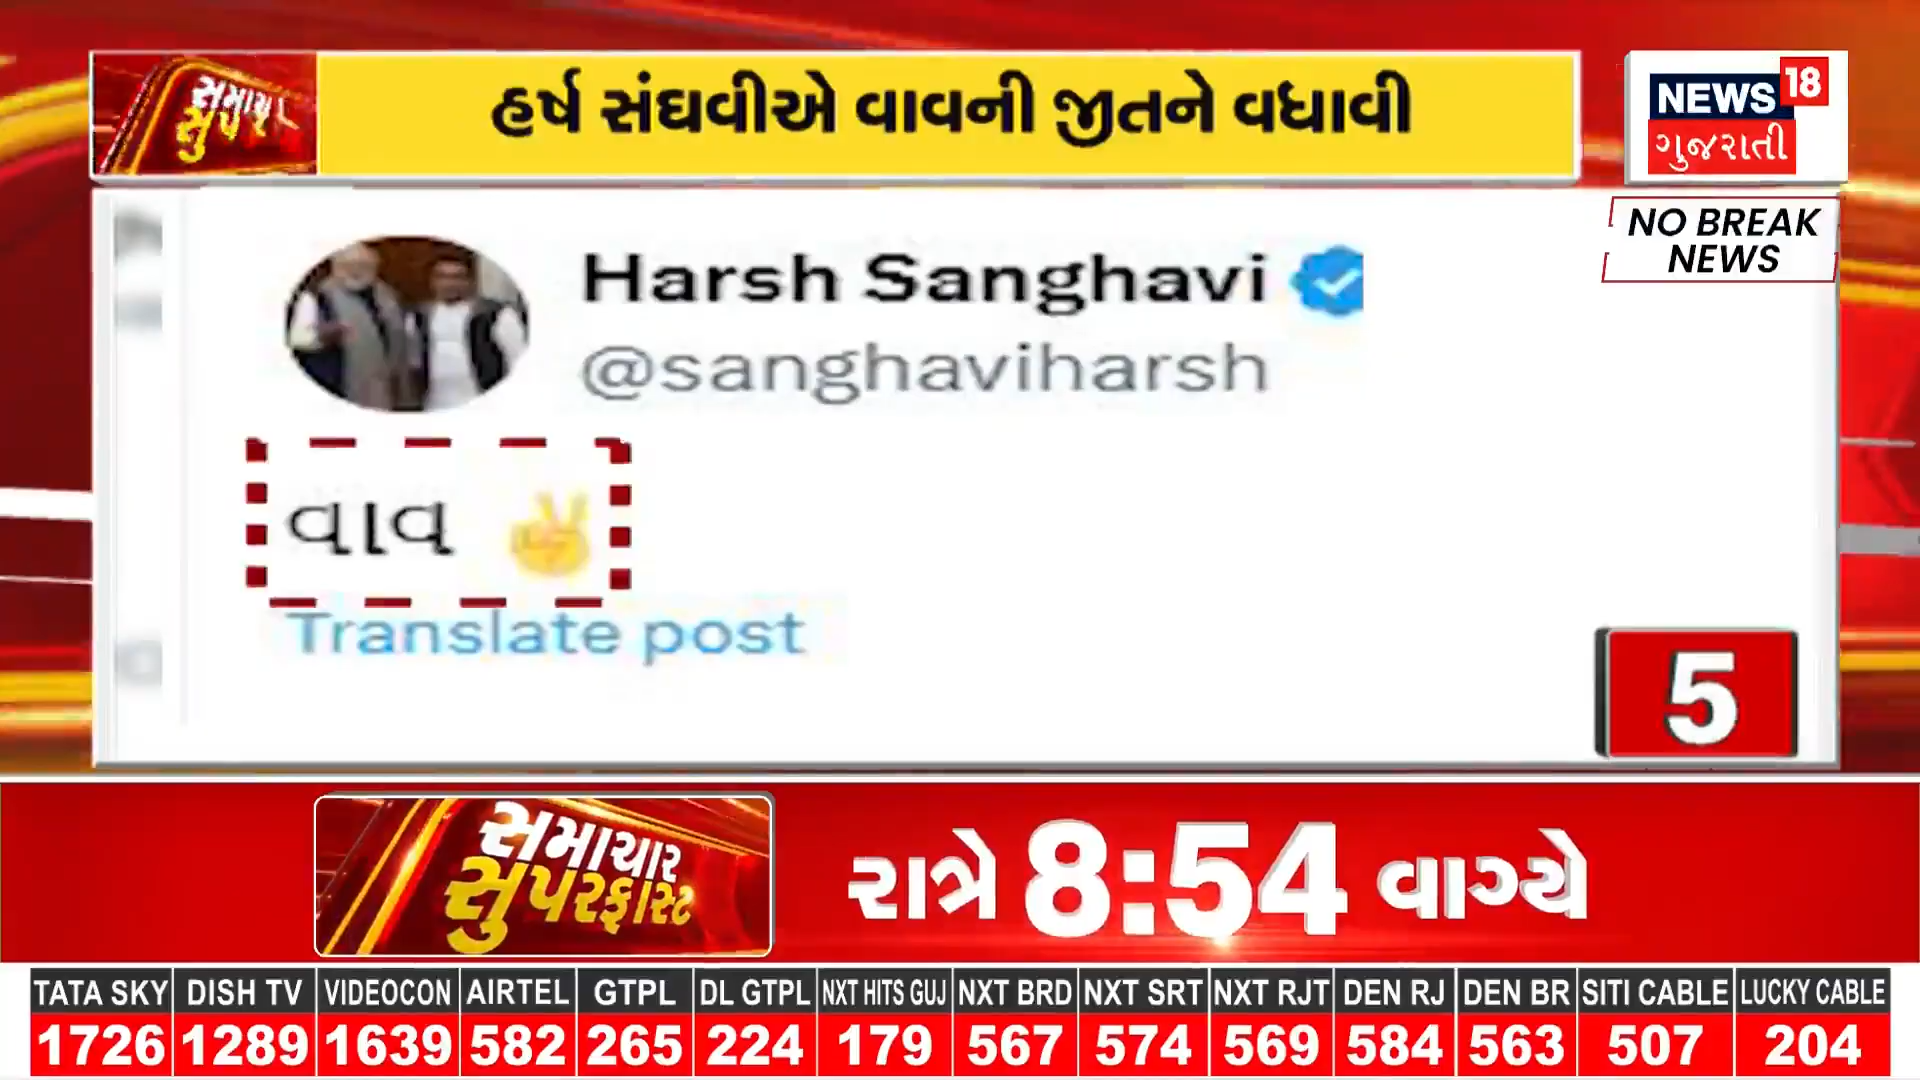 હર્ષ સંઘવીએ વાવની જીતને વધાવી
NEWS 18
ગુજરાતી
NO BREAK
NEWS
Harsh Sanghavi
@sanghaviharsh
વાવ ✌
Translate post
5
સમાચાર
સુપરફાસ્ટ
રાત્રે 8:54 વાગ્યે
TATA SKY DISH TV VIDEOCON AIRTEL GTPL DL GTPL NXT HITS GUJ NXT BRD NXT SRT NXT RJT DEN RJ DEN BR SITI CABLE LUCKY CABLE
1726 1289 1639 582 265 224 179 567 574 569 584 563 507 204